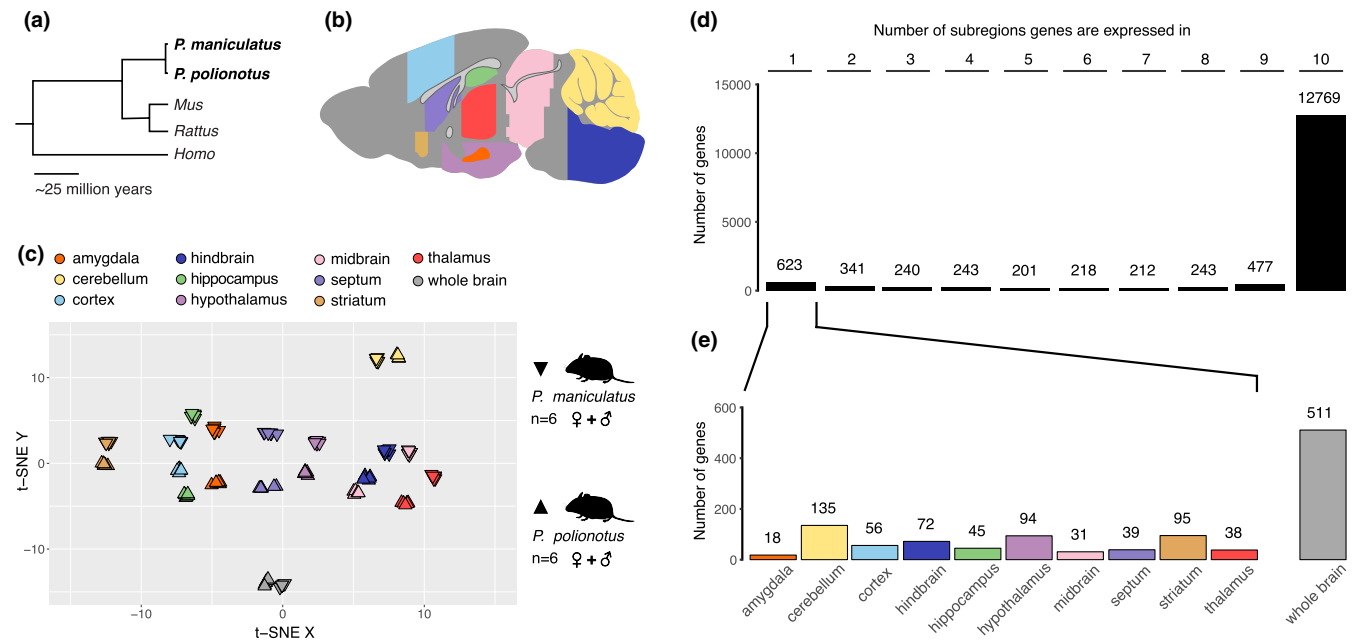 (a)
P. maniculatus
P. polionotus
Mus
Rattus
Homo
~25 million years
(b)
(c)
amygdala
cerebellum
cortex
hindbrain
hippocampus
hypothalamus
midbrain
septum
striatum
thalamus
whole brain
t−SNE Y
10
0
−10
−10
0
10
t−SNE X
P. maniculatus
n=6 ♀+♂
P. polionotus
n=6 ♀+♂
(d)
Number of subregions genes are expressed in
1 2 3 4 5 6 7 8 9 10
Number of genes
15000
10000
5000
0
623 341 240 243 201 218 212 243 477 12769
(e)
Number of genes
600
400
200
0
18 135 56 72 45 94 31 39 95 38 511
amygdala
cerebellum
cortex
hindbrain
hippocampus
hypothalamus
midbrain
septum
striatum
thalamus
whole brain